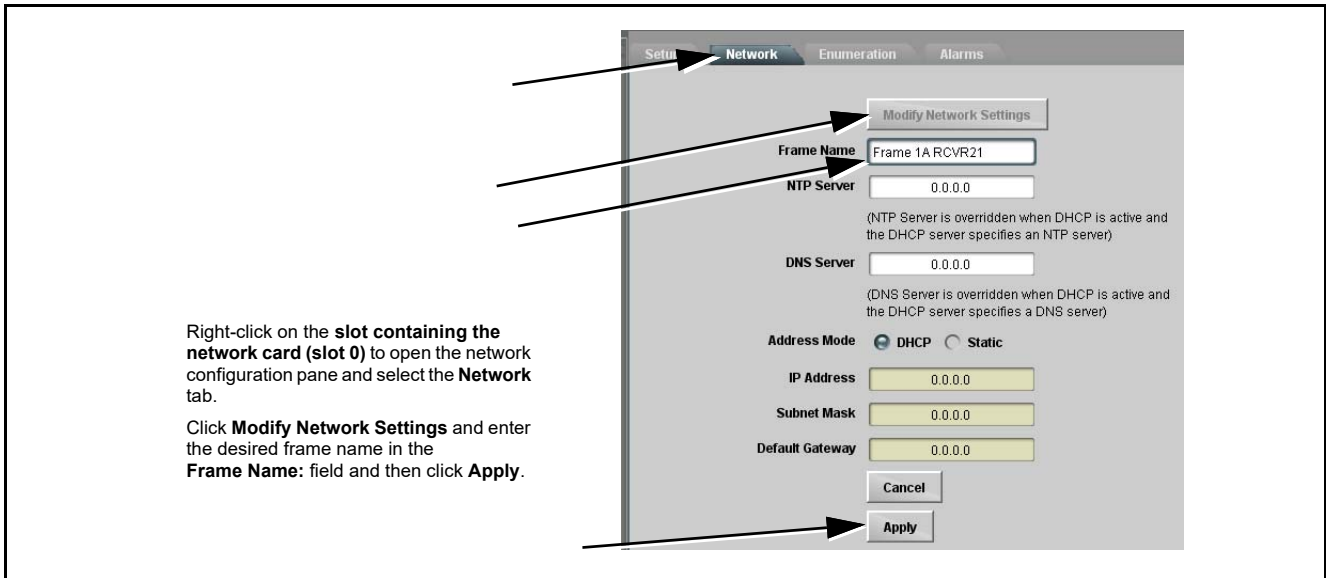 Setup Network Enumeration Alarms
Modify Network Settings
Frame Name Frame 1A RCVR21
NTP Server 0.0.0.0
(NTP Server is overridden when DHCP is active and
the DHCP server specifies an NTP server)
DNS Server 0.0.0.0
(DNS Server is overridden when DHCP is active and
the DHCP server specifies a DNS server)
Address Mode DHCP Static
IP Address 0.0.0.0
Subnet Mask 0.0.0.0
Default Gateway 0.0.0.0
Cancel
Apply
Right-click on the slot containing the
network card (slot 0) to open the network
configuration pane and select the Network
tab.
Click Modify Network Settings and enter
the desired frame name in the
Frame Name: field and then click Apply.